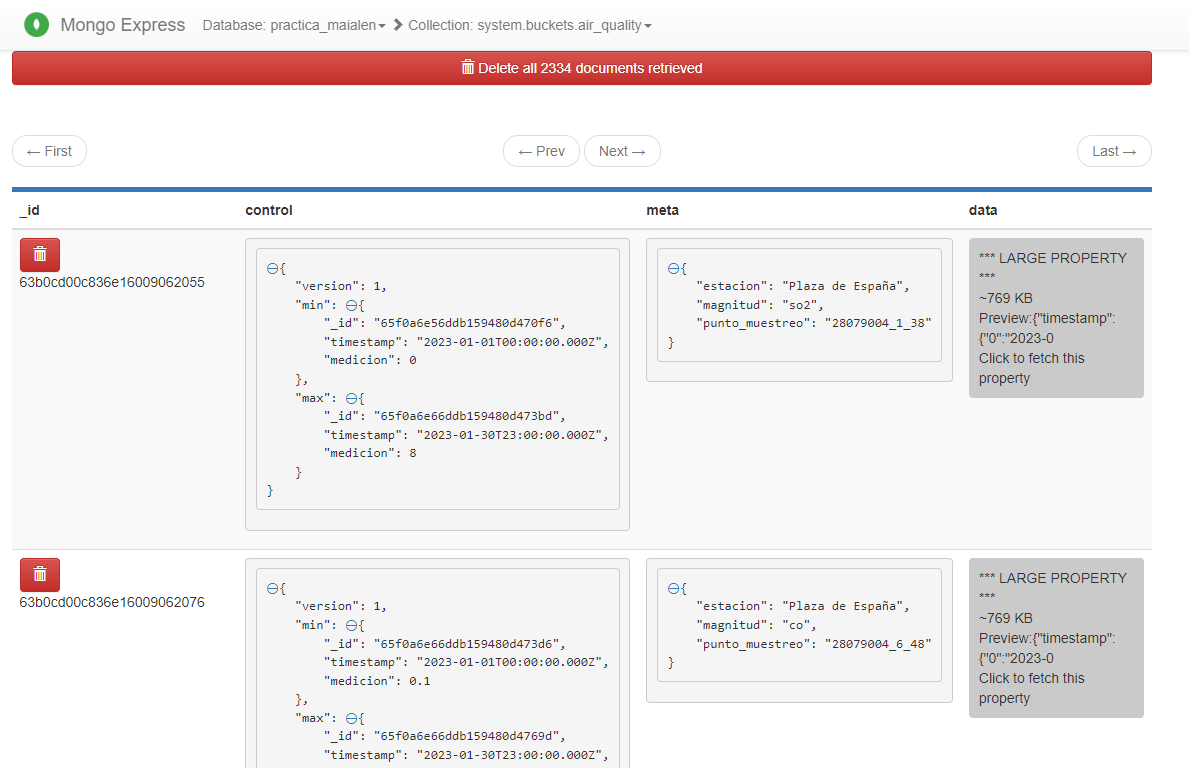 Mongo Express Database: practica_maialen Collection: system.buckets.air_quality
Delete all 2334 documents retrieved
← First ← Prev Next → Last →
_id control meta data
63b0cd00c836e16009062055
{
"version": 1,
"min": {
"_id": "65f0a6e56ddb159480d470f6",
"timestamp": "2023-01-01T00:00:00.000Z",
"medicion": 0
},
"max": {
"_id": "65f0a6e66ddb159480d473bd",
"timestamp": "2023-01-30T23:00:00.000Z",
"medicion": 8
}
}
{
"estacion": "Plaza de España",
"magnitud": "so2",
"punto_muestreo": "28079004_1_38"
}
*** LARGE PROPERTY
***
~769 KB
Preview:{"timestamp":
{"0":"2023-0
Click to fetch this
property
63b0cd00c836e16009062076
{
"version": 1,
"min": {
"_id": "65f0a6e66ddb159480d473d6",
"timestamp": "2023-01-01T00:00:00.000Z",
"medicion": 0.1
},
"max": {
"_id": "65f0a6e66ddb159480d4769d",
"timestamp": "2023-01-30T23:00:00.000Z",
{
"estacion": "Plaza de España",
"magnitud": "co",
"punto_muestreo": "28079004_6_48"
}
*** LARGE PROPERTY
***
~769 KB
Preview:{"timestamp":
{"0":"2023-0
Click to fetch this
property